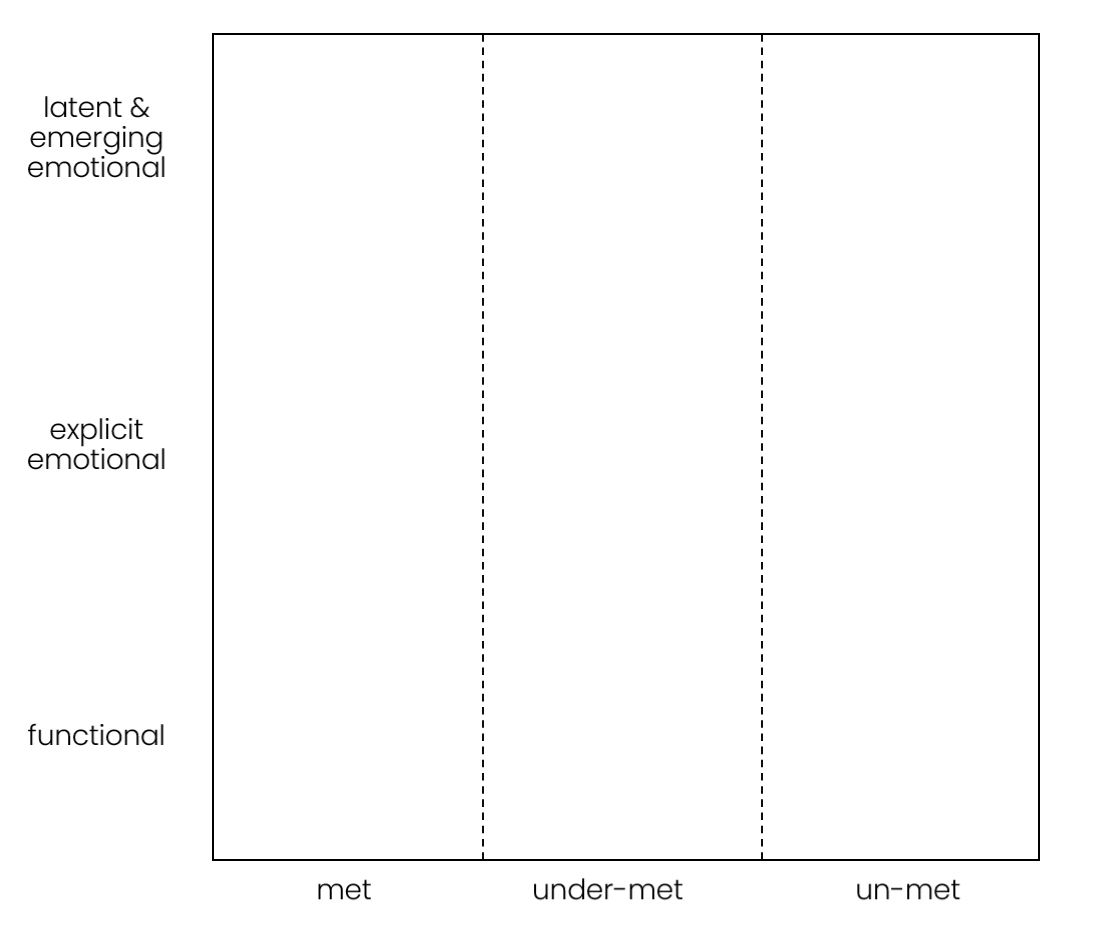 latent &
emerging
emotional
explicit
emotional
functional
met
under-met
un-met